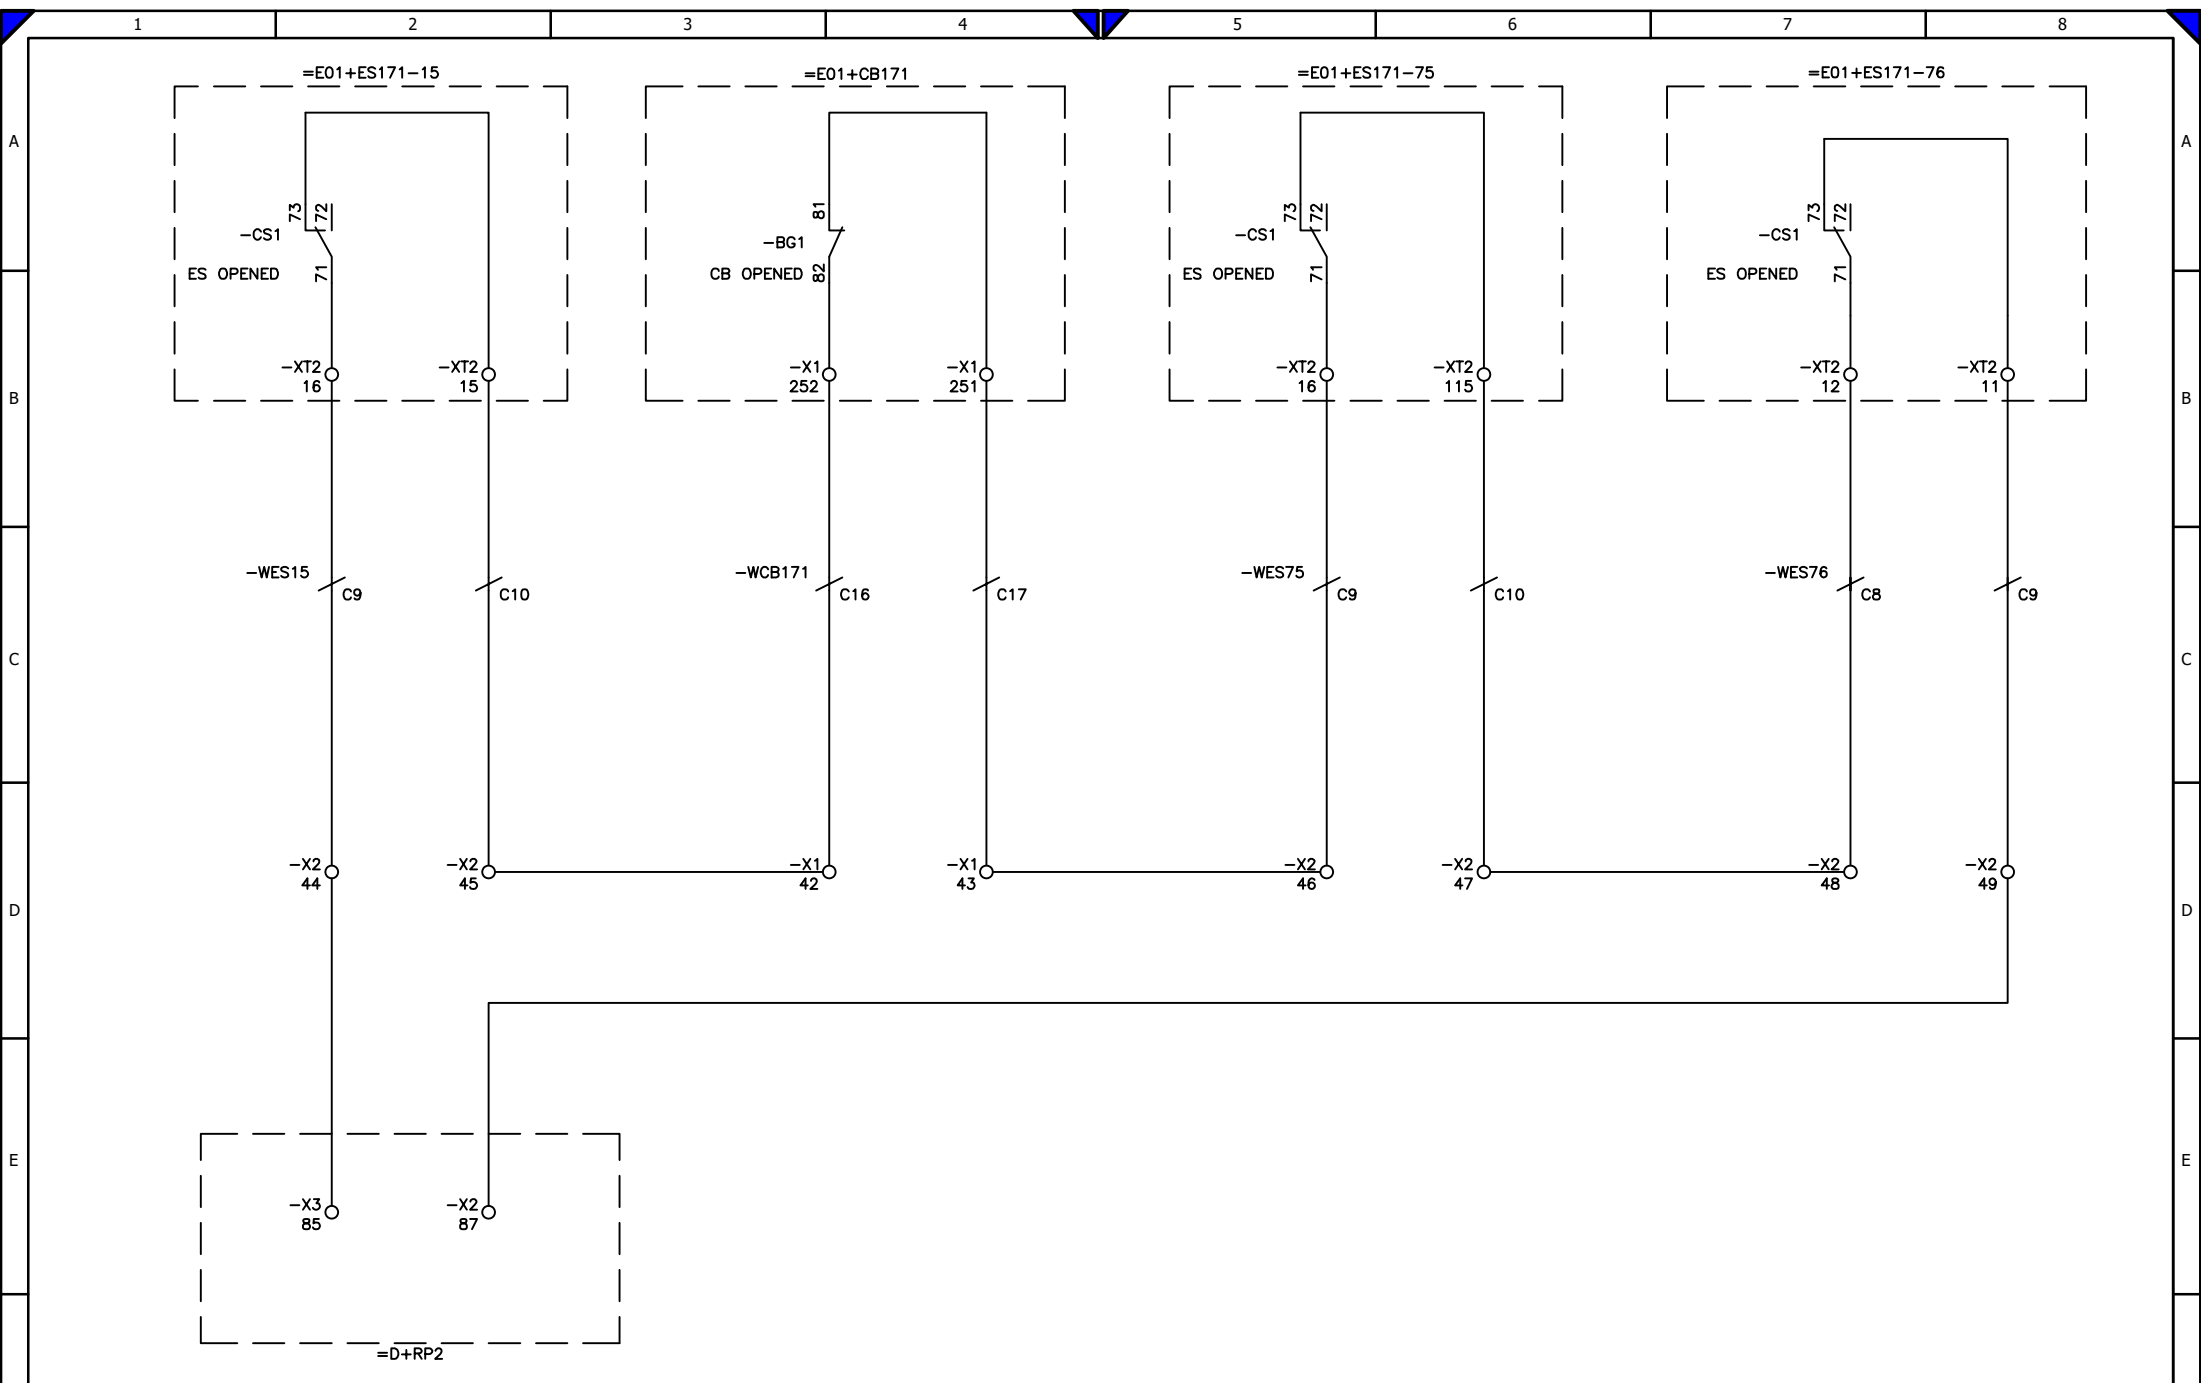 1 2 3 4 5 6 7 8
=E01+ES171-15 =E01+CB171 =E01+ES171-75 =E01+ES171-76
A A
73 72 81 73 72 73 72
-CS1 -BG1 -CS1 -CS1
ES OPENED 71 CB OPENED 82 ES OPENED 71 ES OPENED 71
-XT2 -XT2 -X1 -X1 -XT2 -XT2 -XT2 -XT2
16 15 252 251 16 115 12 11
B B
-WES15 -WCB171 -WES75 -WES76
C9 C10 C16 C17 C9 C10 C8 C9
C C
-X2 -X2 -X1 -X1 -X2 -X2 -X2 -X2
44 45 42 43 46 47 48 49
D D
E E
-X3 -X2
85 87
=D+RP2